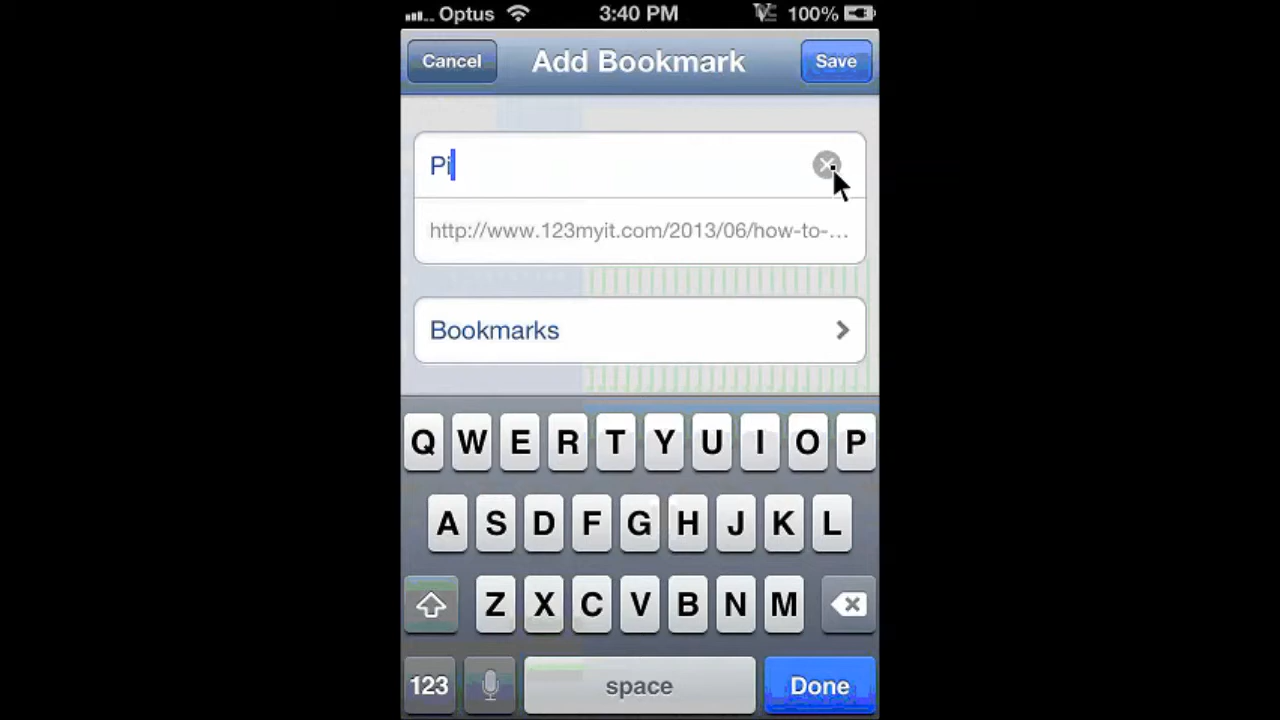 Optus 3:40 PM 100%
Cancel Add Bookmark Save
Pi
http://www.123myit.com/2013/06/how-to-...
Bookmarks
Q W E R T Y U I O P
A S D F G H J K L
Z X C V B N M
123 space Done